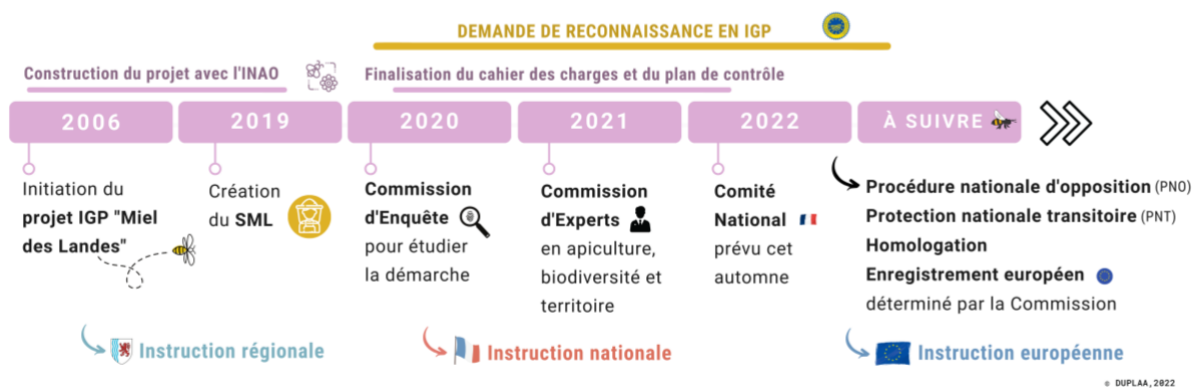 DEMANDE DE RECONNAISSANCE EN IGP
Construction du projet avec l'INAO
Finalisation du cahier des charges et du plan de contrôle
2006
2019
2020
2021
2022
À SUIVRE
Initiation du
projet IGP "Miel
des Landes"
Création
du SML
Commission
d'Enquête
pour étudier
la démarche
Commission
d'Experts
en apiculture,
biodiversité et
territoire
Comité
National
prévu cet
automne
Procédure nationale d'opposition (PNO)
Protection nationale transitoire (PNT)
Homologation
Enregistrement européen
déterminé par la Commission
Instruction régionale
Instruction nationale
Instruction européenne
© DUPLAA,2022